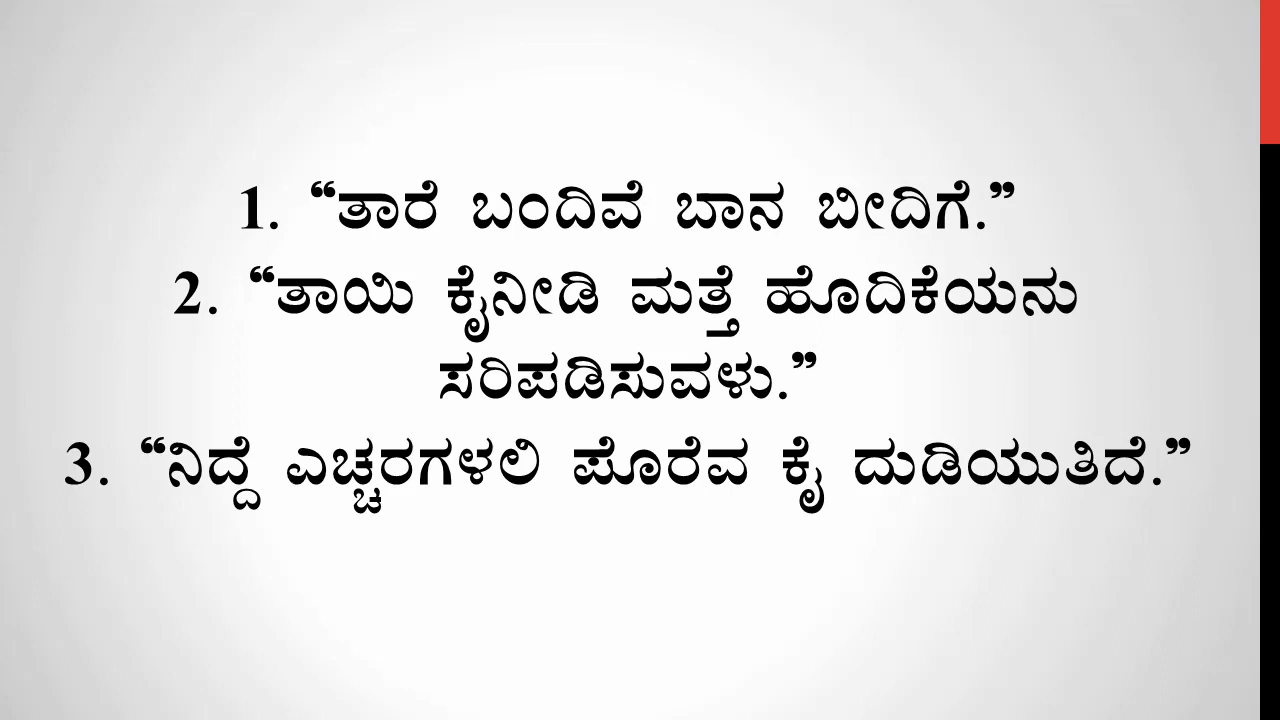 1. “ತಾರೆ ಬಂದಿವೆ ಬಾನ ಬೀದಿಗೆ.”
2. “ತಾಯಿ ಕೈನೀಡಿ ಮತ್ತೆ ಹೊದಿಕೆಯನು
ಸರಿಪಡಿಸುವಳು.”
3. “ನಿದ್ದೆ ಎಚ್ಚರಗಳಲಿ ಪೊರೆವ ಕೈ ದುಡಿಯುತಿದೆ.”